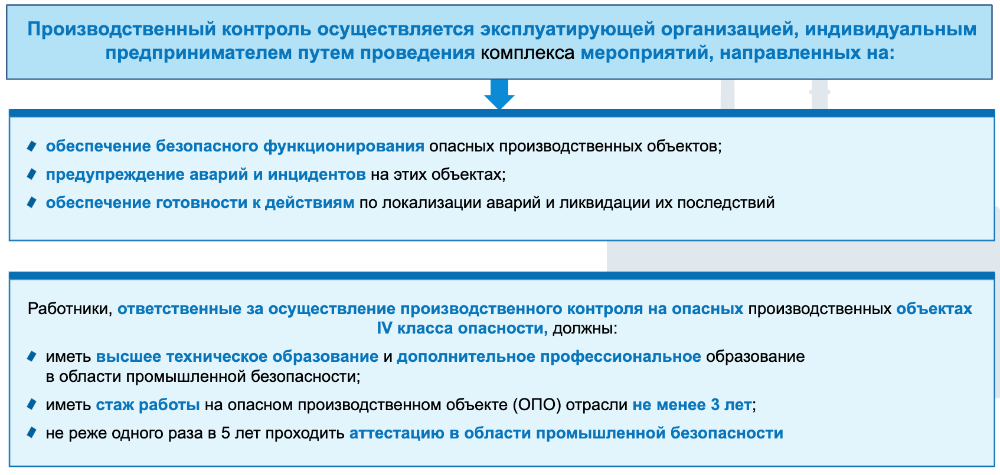 Производственный контроль осуществляется эксплуатирующей организацией, индивидуальным
предпринимателем путем проведения комплекса мероприятий, направленных на:
обеспечение безопасного функционирования опасных производственных объектов;
предупреждение аварий и инцидентов на этих объектах;
обеспечение готовности к действиям по локализации аварий и ликвидации их последствий
Работники, ответственные за осуществление производственного контроля на опасных производственных объектах
IV класса опасности, должны:
иметь высшее техническое образование и дополнительное профессиональное образование
в области промышленной безопасности;
иметь стаж работы на опасном производственном объекте (ОПО) отрасли не менее 3 лет;
не реже одного раза в 5 лет проходить аттестацию в области промышленной безопасности